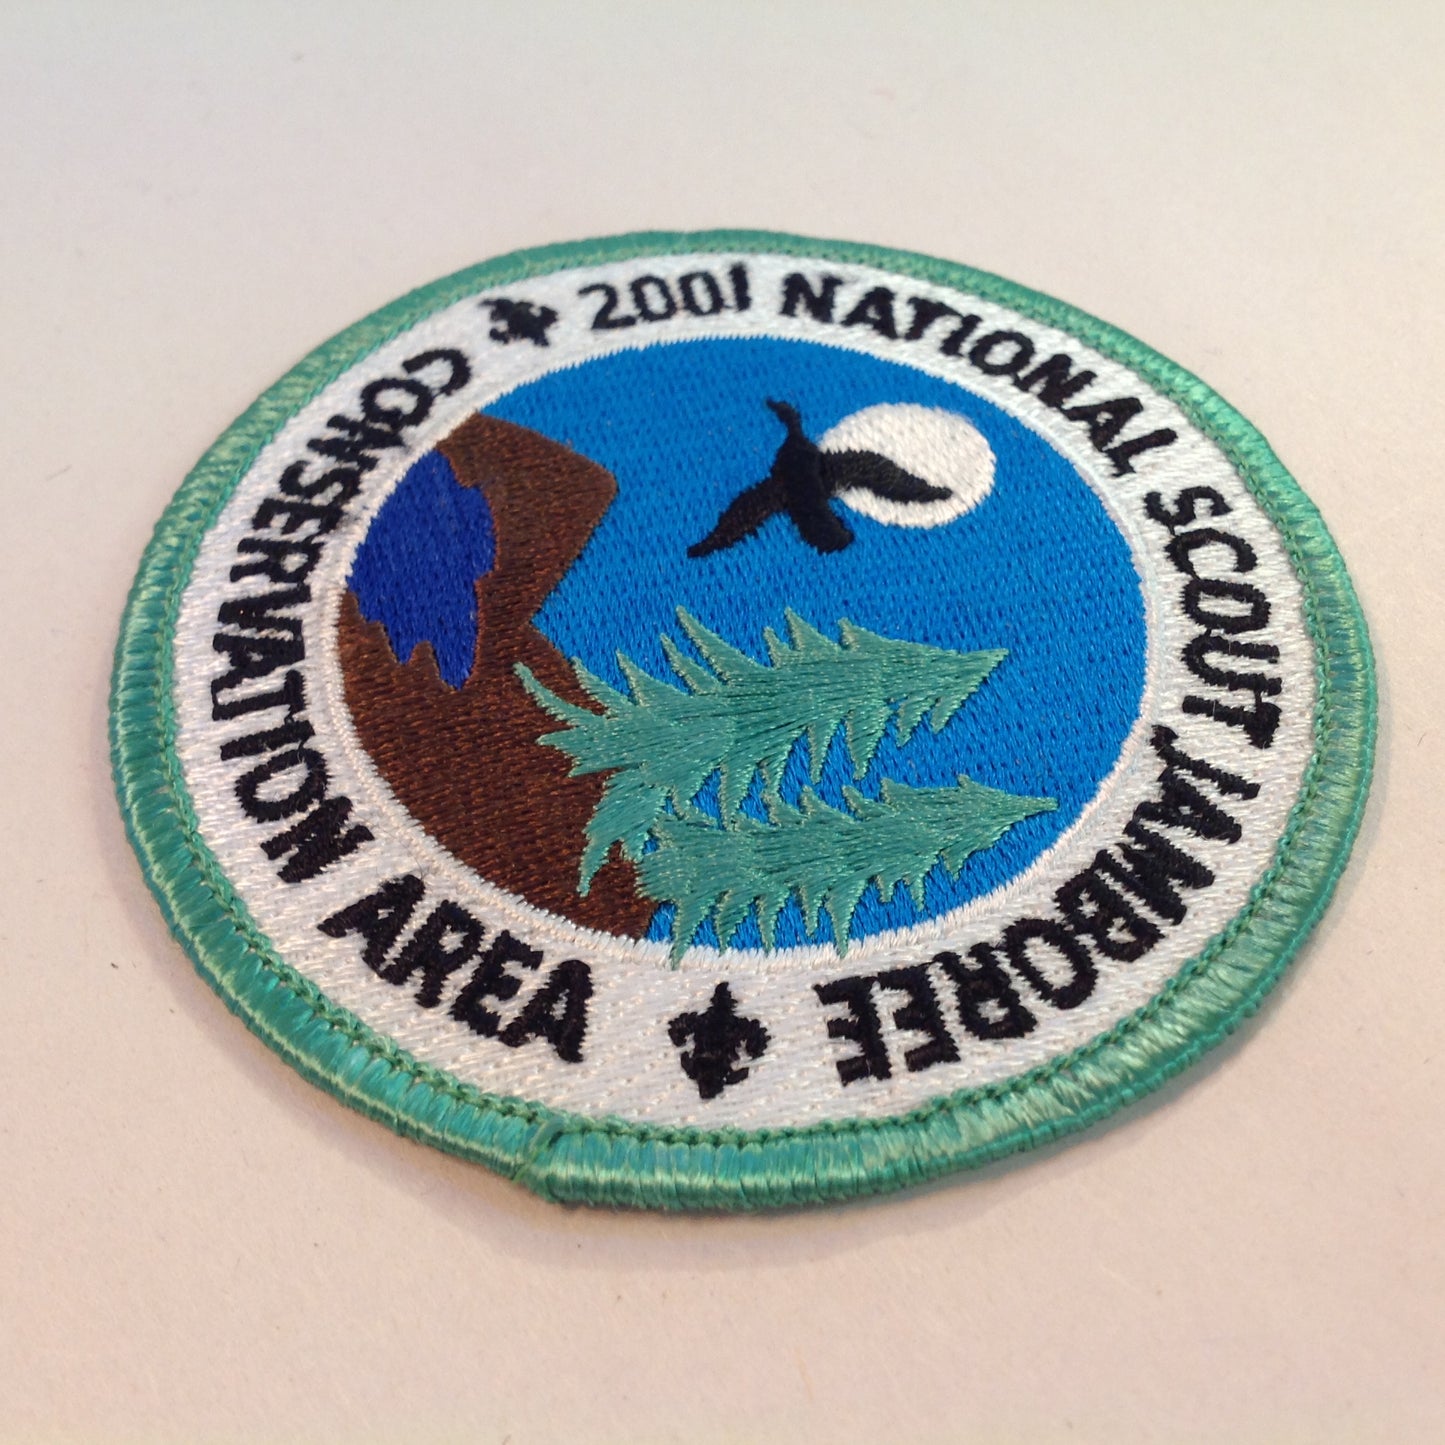 2001 NATIONAL SCOUT JAMBOREE
CONSERVATION AREA